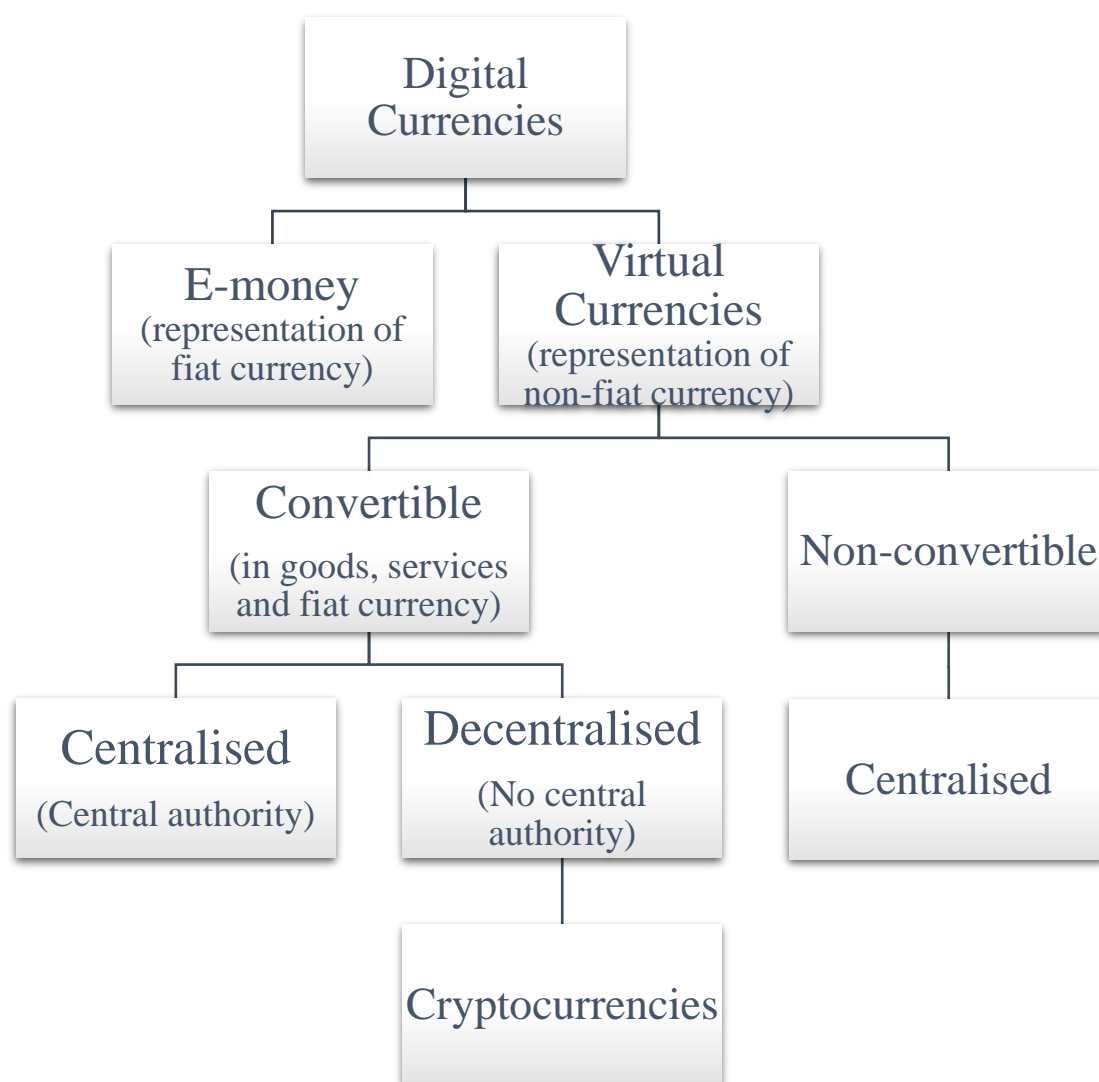 Digital
Currencies
E-money
(representation of
fiat currency)
Virtual
Currencies
(representation of
non-fiat currency)
Convertible
(in goods, services
and fiat currency)
Non-convertible
Centralised
(Central authority)
Decentralised
(No central
authority)
Centralised
Cryptocurrencies